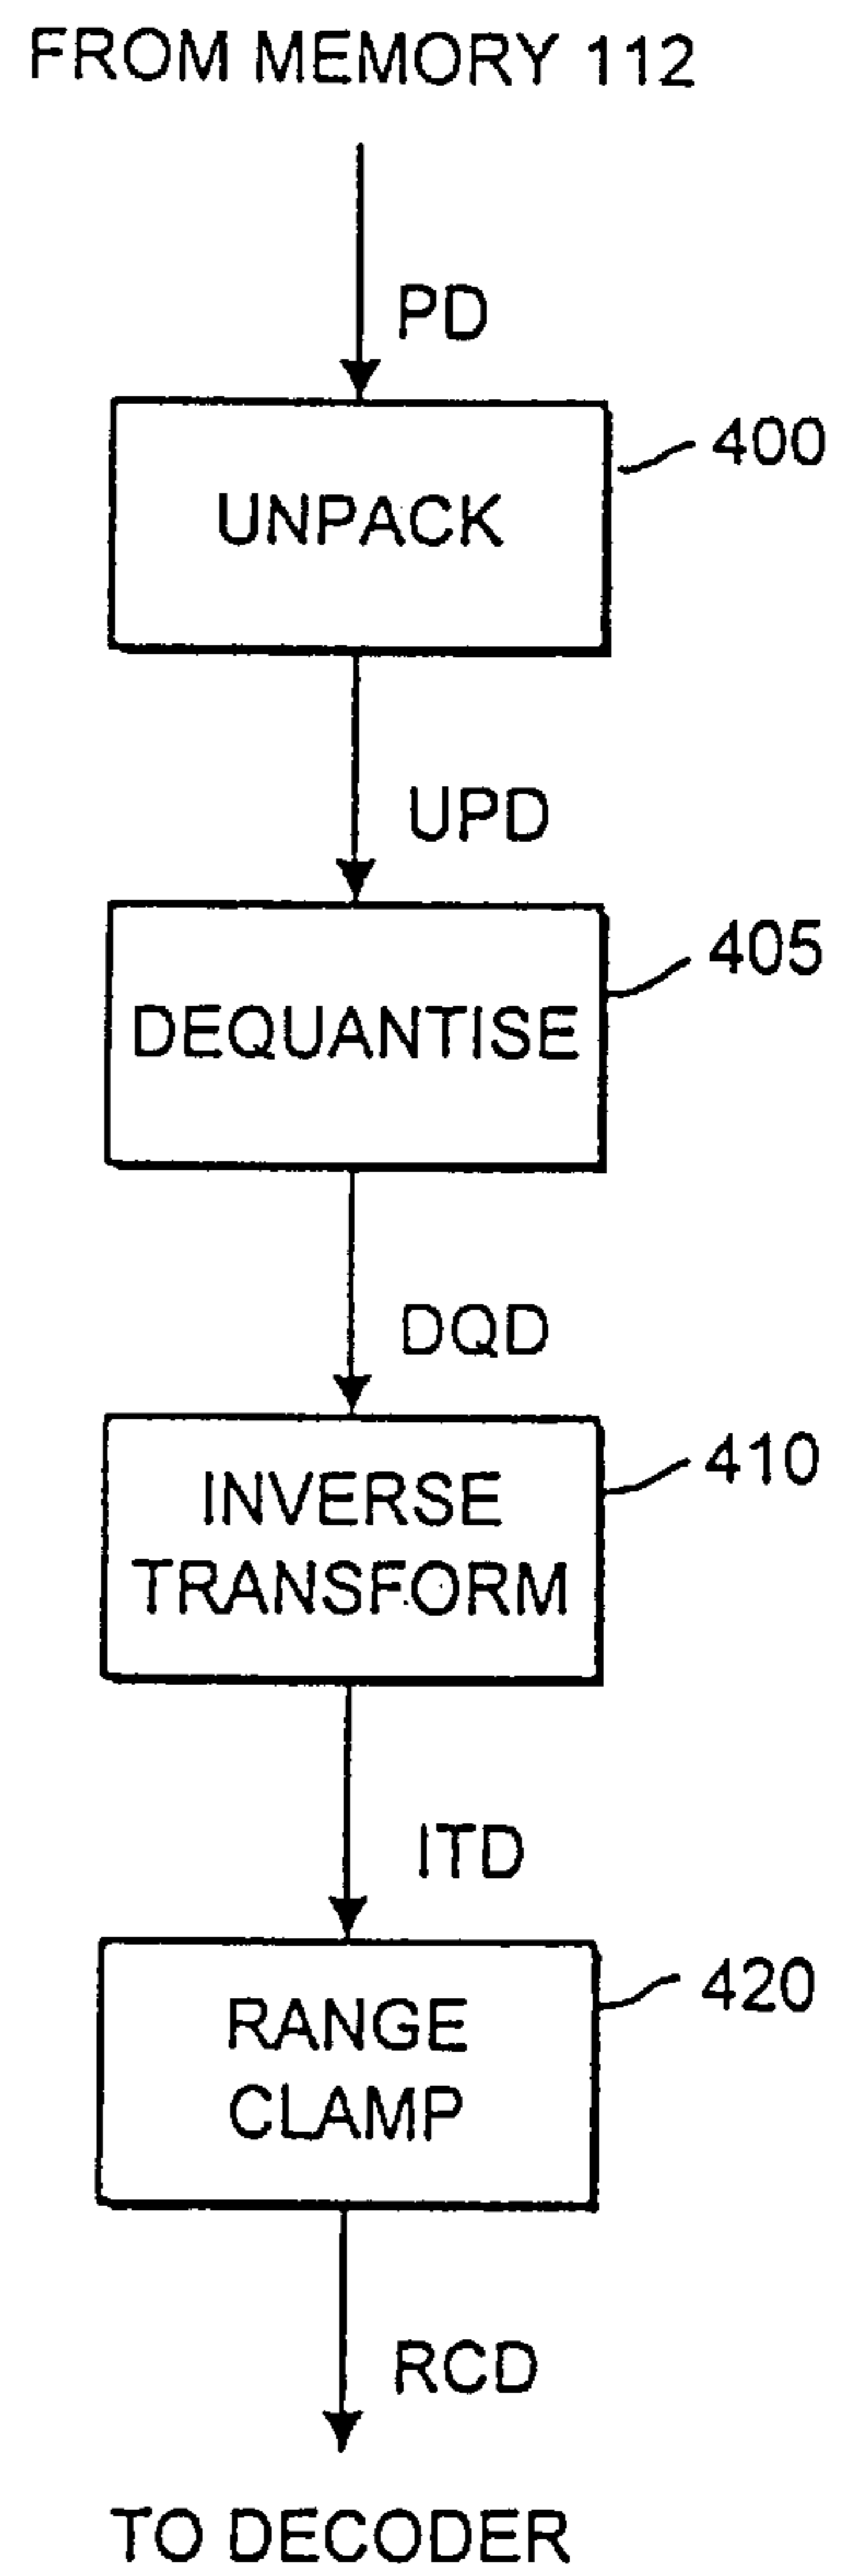 FROM MEMORY 112
PD
400
UNPACK
UPD
405
DEQUANTISE
DQD
410
INVERSE
TRANSFORM
ITD
420
RANGE
CLAMP
RCD
TO DECODER